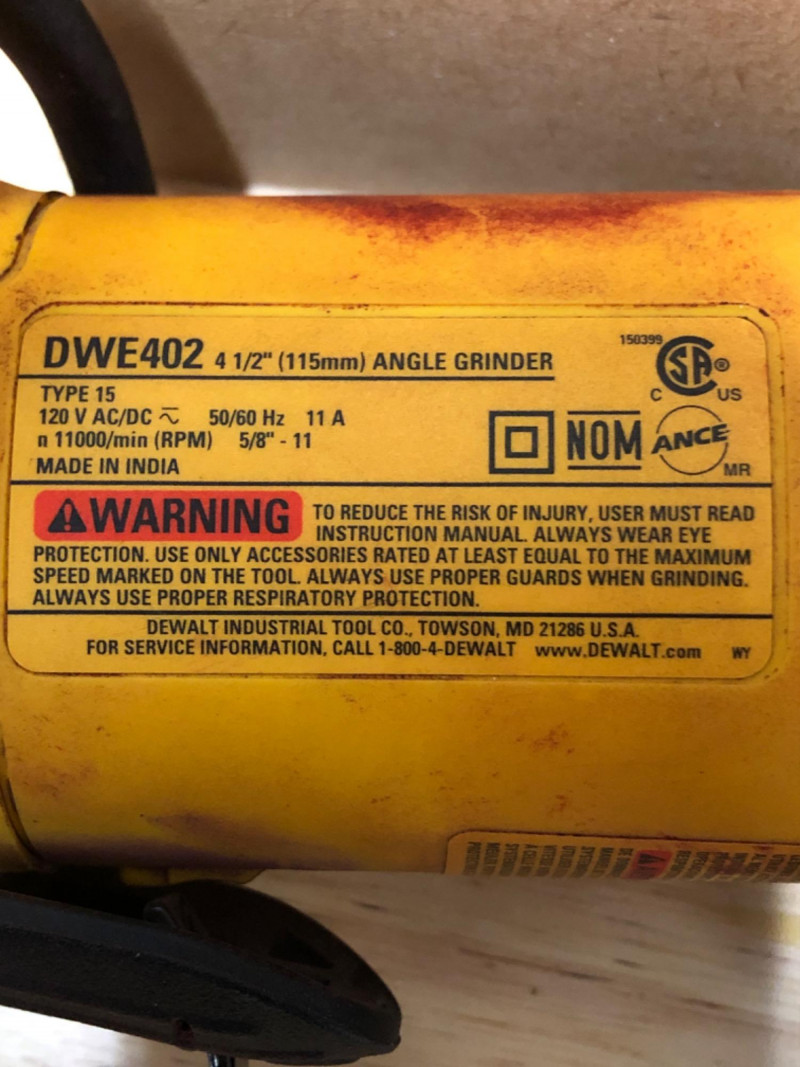 DWE402 4 1/2" (115mm) ANGLE GRINDER
150399 SA ®
C US
TYPE 15
120 V AC/DC ⏦ 50/60 Hz 11 A
n 11000/min (RPM) 5/8" - 11
NOM ANCE
MR
MADE IN INDIA
WARNING TO REDUCE THE RISK OF INJURY, USER MUST READ
INSTRUCTION MANUAL. ALWAYS WEAR EYE
PROTECTION. USE ONLY ACCESSORIES RATED AT LEAST EQUAL TO THE MAXIMUM
SPEED MARKED ON THE TOOL. ALWAYS USE PROPER GUARDS WHEN GRINDING.
ALWAYS USE PROPER RESPIRATORY PROTECTION.
DEWALT INDUSTRIAL TOOL CO., TOWSON, MD 21286 U.S.A.
FOR SERVICE INFORMATION, CALL 1-800-4-DEWALT www.DEWALT.com WY